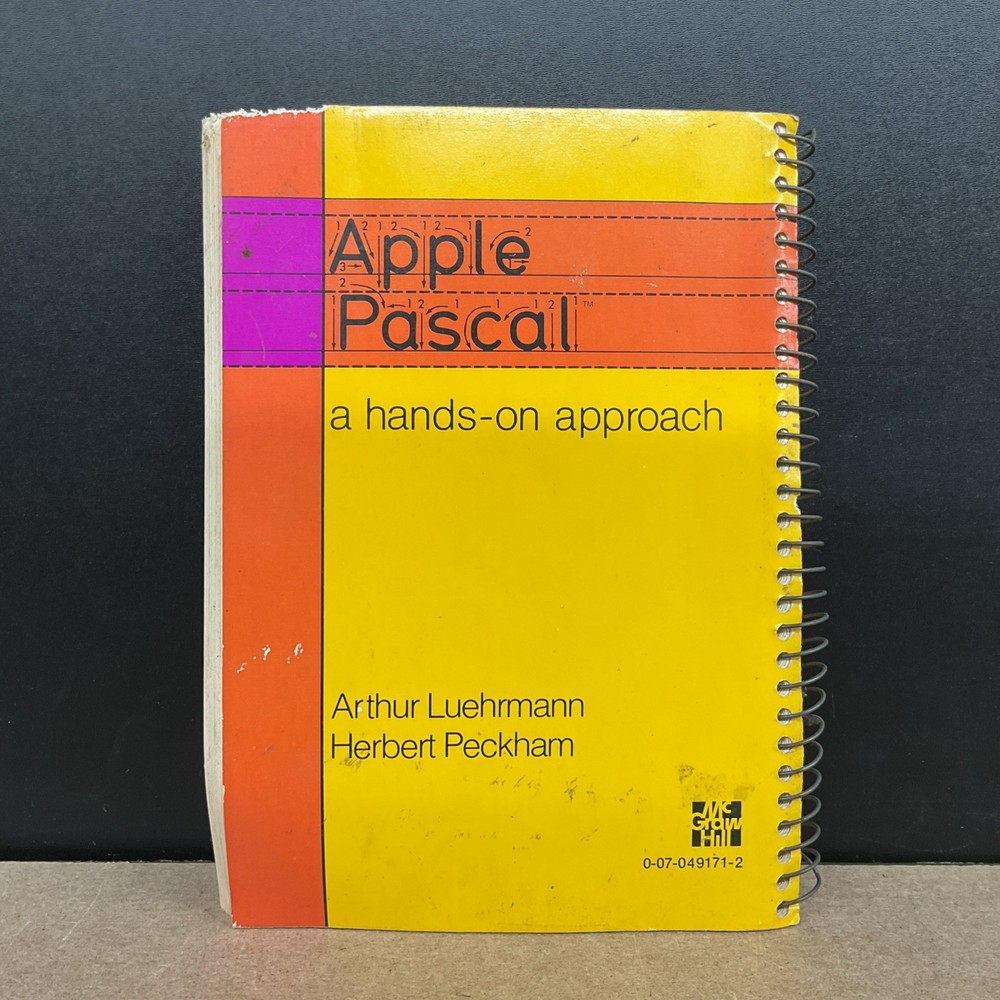 Apple
Pascal™
a hands-on approach
Arthur Luehrmann
Herbert Peckham
Mc
Graw
Hill
0-07-049171-2